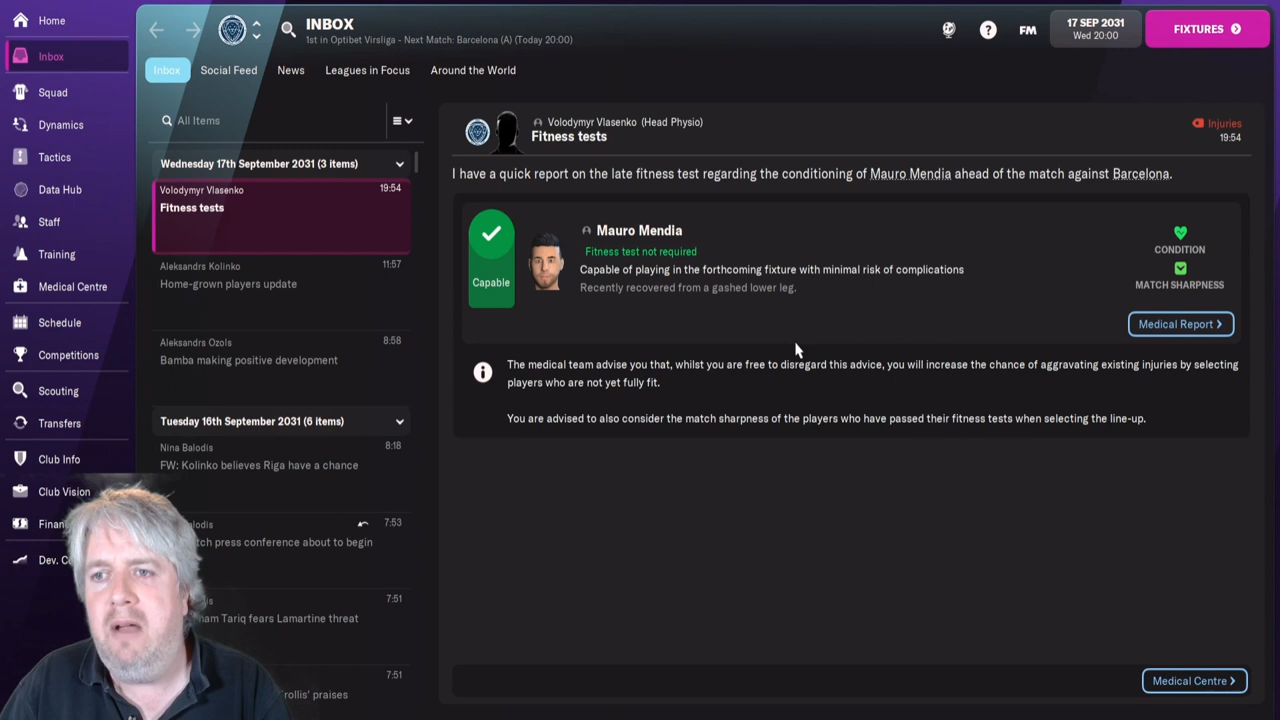 Home
Inbox
Squad
Dynamics
Tactics
Data Hub
Staff
Training
Medical Centre
Schedule
Competitions
Scouting
Transfers
Club Info
Club Vision
Finan
Dev. C
INBOX
1st in Optibet Virsliga - Next Match: Barcelona (A) (Today 20:00)
FM
17 SEP 2031
Wed 20:00
FIXTURES
Inbox
Social Feed
News
Leagues in Focus
Around the World
All Items
Wednesday 17th September 2031 (3 items)
Volodymyr Vlasenko
19:54
Fitness tests
Aleksandrs Kolinko
11:57
Home-grown players update
Aleksandrs Ozols
8:58
Bamba making positive development
Tuesday 16th September 2031 (6 items)
Nina Balodis
8:18
FW: Kolinko believes Riga have a chance
alodis
7:53
tch press conference about to begin
is
7:51
am Tariq fears Lamartine threat
7:51
rollis' praises
Volodymyr Vlasenko (Head Physio)
Fitness tests
Injuries
19:54
I have a quick report on the late fitness test regarding the conditioning of Mauro Mendia ahead of the match against Barcelona.
Capable
Mauro Mendia
Fitness test not required
Capable of playing in the forthcoming fixture with minimal risk of complications
Recently recovered from a gashed lower leg.
CONDITION
MATCH SHARPNESS
Medical Report
The medical team advise you that, whilst you are free to disregard this advice, you will increase the chance of aggravating existing injuries by selecting
players who are not yet fully fit.
You are advised to also consider the match sharpness of the players who have passed their fitness tests when selecting the line-up.
Medical Centre